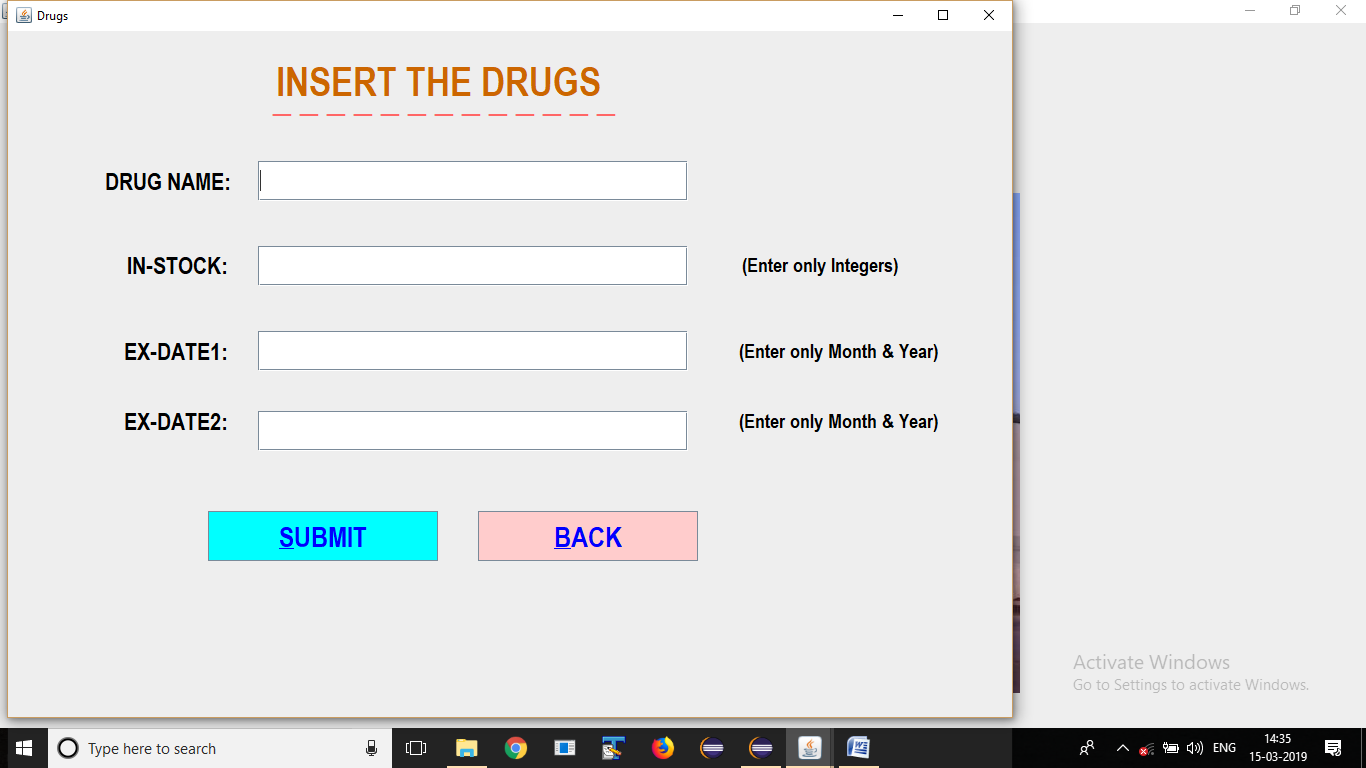 Drugs
INSERT THE DRUGS
DRUG NAME:
IN-STOCK: (Enter only Integers)
EX-DATE1: (Enter only Month & Year)
EX-DATE2: (Enter only Month & Year)
SUBMIT BACK
Activate Windows
Go to Settings to activate Windows.
Type here to search
ENG
14:35
15-03-2019